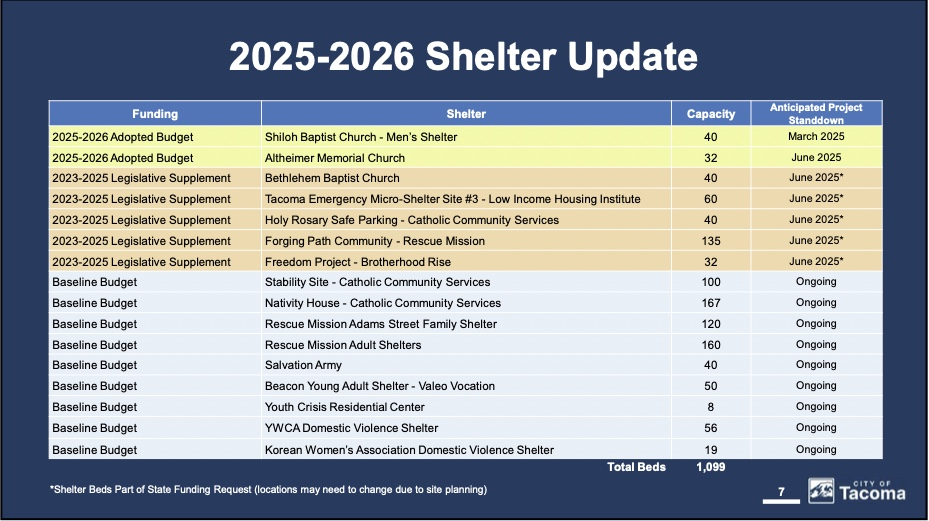 2025-2026 Shelter Update
Funding Shelter Capacity Anticipated Project
Standdown
2025-2026 Adopted Budget Shiloh Baptist Church - Men's Shelter 40 March 2025
2025-2026 Adopted Budget Altheimer Memorial Church 32 June 2025
2023-2025 Legislative Supplement Bethlehem Baptist Church 40 June 2025*
2023-2025 Legislative Supplement Tacoma Emergency Micro-Shelter Site #3 - Low Income Housing Institute 60 June 2025*
2023-2025 Legislative Supplement Holy Rosary Safe Parking - Catholic Community Services 40 June 2025*
2023-2025 Legislative Supplement Forging Path Community - Rescue Mission 135 June 2025*
2023-2025 Legislative Supplement Freedom Project - Brotherhood Rise 32 June 2025*
Baseline Budget Stability Site - Catholic Community Services 100 Ongoing
Baseline Budget Nativity House - Catholic Community Services 167 Ongoing
Baseline Budget Rescue Mission Adams Street Family Shelter 120 Ongoing
Baseline Budget Rescue Mission Adult Shelters 160 Ongoing
Baseline Budget Salvation Army 40 Ongoing
Baseline Budget Beacon Young Adult Shelter - Valeo Vocation 50 Ongoing
Baseline Budget Youth Crisis Residential Center 8 Ongoing
Baseline Budget YWCA Domestic Violence Shelter 56 Ongoing
Baseline Budget Korean Women's Association Domestic Violence Shelter 19 Ongoing
Total Beds 1,099
*Shelter Beds Part of State Funding Request (locations may need to change due to site planning)
7
CITY OF
Tacoma